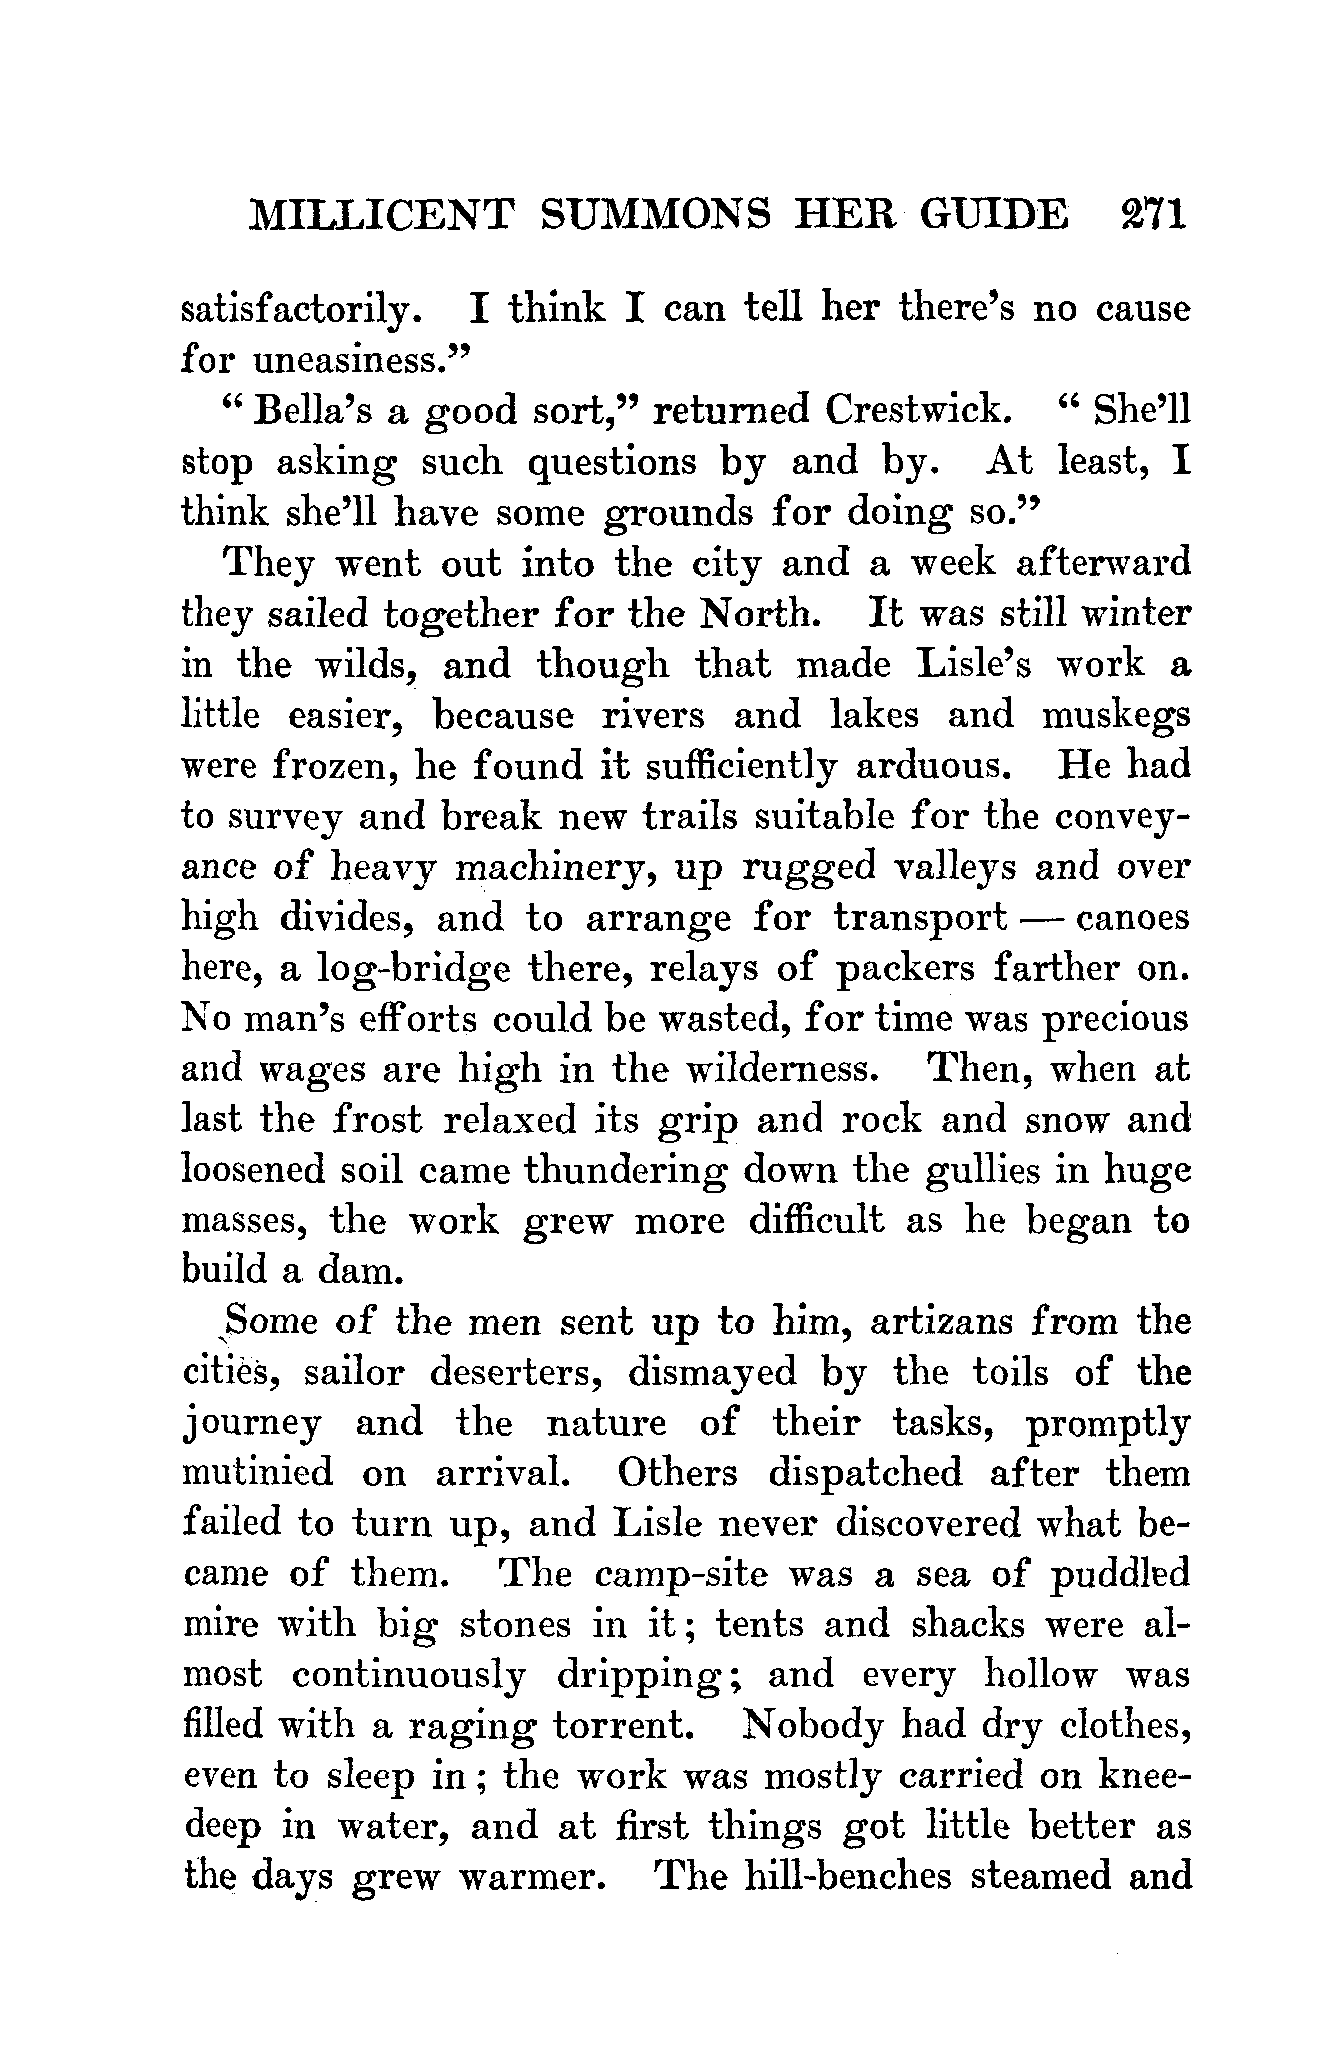 MILLICENT SUMMONS HER GUIDE 271
satisfactorily. I think I can tell her there's no cause
for uneasiness."
" Bella's a good sort," returned Crestwick. " She'll
stop asking such questions by and by. At least, I
think she'll have some grounds for doing so."
They went out into the city and a week afterward
they sailed together for the North. It was still winter
in the wilds, and though that made Lisle's work a
little easier, because rivers and lakes and muskegs
were frozen, he found it sufficiently arduous. He had
to survey and break new trails suitable for the convey-
ance of heavy machinery, up rugged valleys and over
high divides, and to arrange for transport — canoes
here, a log-bridge there, relays of packers farther on.
No man's efforts could be wasted, for time was precious
and wages are high in the wilderness. Then, when at
last the frost relaxed its grip and rock and snow and
loosened soil came thundering down the gullies in huge
masses, the work grew more difficult as he began to
build a dam.
Some of the men sent up to him, artizans from the
cities, sailor deserters, dismayed by the toils of the
journey and the nature of their tasks, promptly
mutinied on arrival. Others dispatched after them
failed to turn up, and Lisle never discovered what be-
came of them. The camp-site was a sea of puddled
mire with big stones in it; tents and shacks were al-
most continuously dripping; and every hollow was
filled with a raging torrent. Nobody had dry clothes,
even to sleep in; the work was mostly carried on knee-
deep in water, and at first things got little better as
the days grew warmer. The hill-benches steamed and